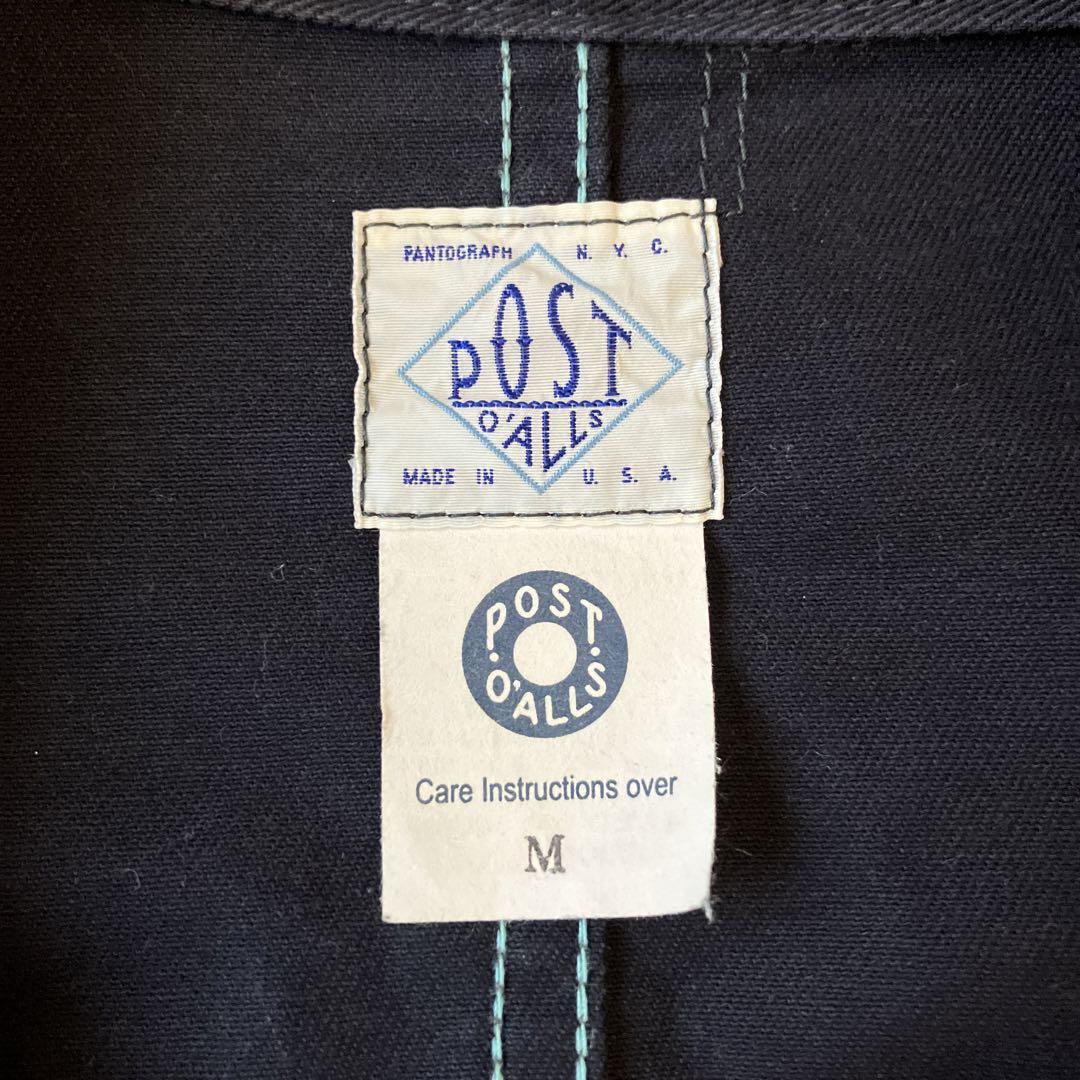 PANTOGRAPH N. Y. C.
POST
O'ALLS
MADE IN U. S. A.
POST.
O'ALLS.
Care Instructions over
M